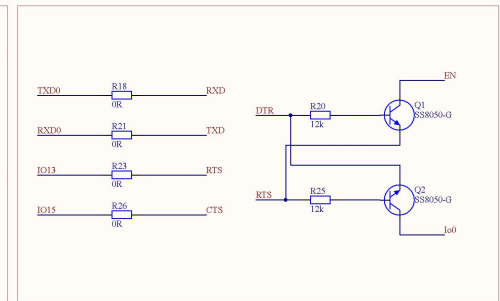 TXD0 R18 RXD
0R
RXD0 R21 TXD
0R
IO13 R23 RTS
0R
IO15 R26 CTS
0R
EN
DTR R20 Q1
12k SS8050-G
RTS R25 Q2
12k SS8050-G
Io0